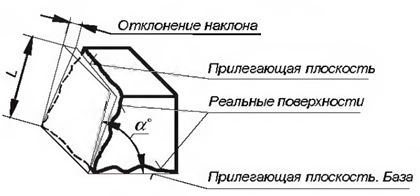 Отклонение наклона
Прилегающая плоскость
L
Реальные поверхности
α°
Прилегающая плоскость. База